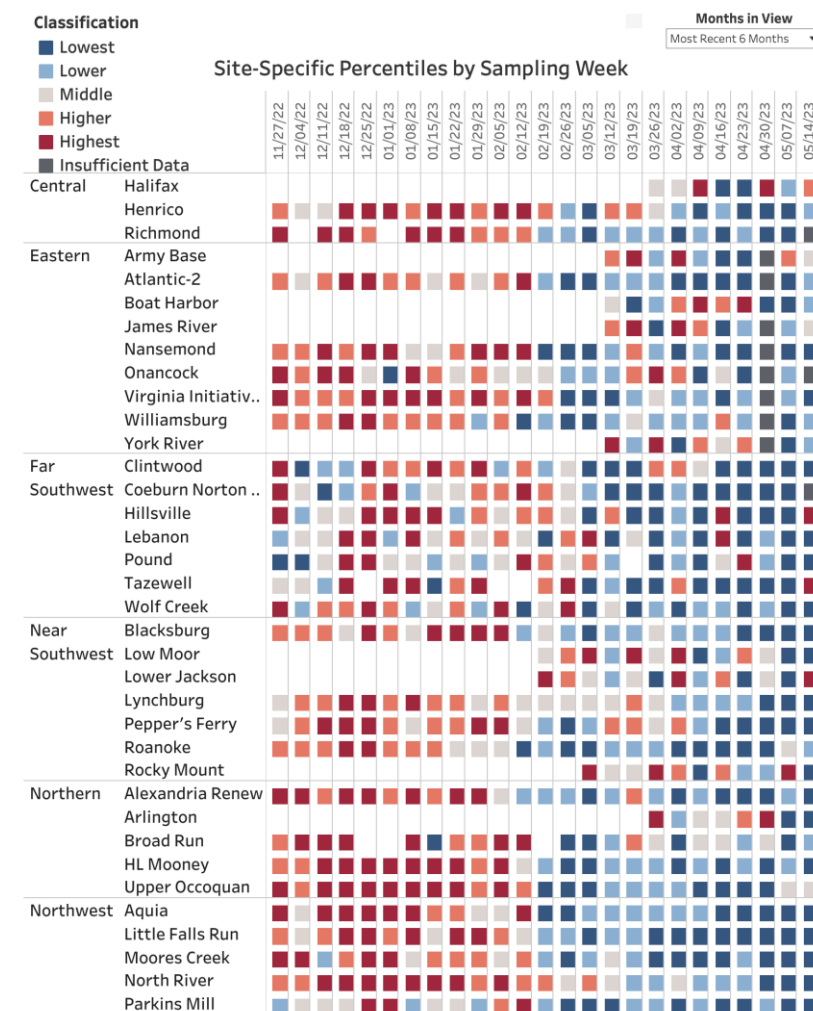 Classification
Lowest
Lower
Middle
Higher
Highest
Insufficient Data
Months in View
Most Recent 6 Months
Site-Specific Percentiles by Sampling Week
11/27/22
12/04/22
12/11/22
12/18/22
12/25/22
01/01/23
01/08/23
01/15/23
01/22/23
01/29/23
02/05/23
02/12/23
02/19/23
02/26/23
03/05/23
03/12/23
03/19/23
03/26/23
04/02/23
04/09/23
04/16/23
04/23/23
04/30/23
05/07/23
05/14/23
Central Halifax
Henrico
Richmond
Eastern Army Base
Atlantic-2
Boat Harbor
James River
Nansemond
Onancock
Virginia Initiativ..
Williamsburg
York River
Far Clintwood
Southwest Coeburn Norton ..
Hillsville
Lebanon
Pound
Tazewell
Wolf Creek
Near Blacksburg
Southwest Low Moor
Lower Jackson
Lynchburg
Pepper's Ferry
Roanoke
Rocky Mount
Northern Alexandria Renew
Arlington
Broad Run
HL Mooney
Upper Occoquan
Northwest Aquia
Little Falls Run
Moores Creek
North River
Parkins Mill